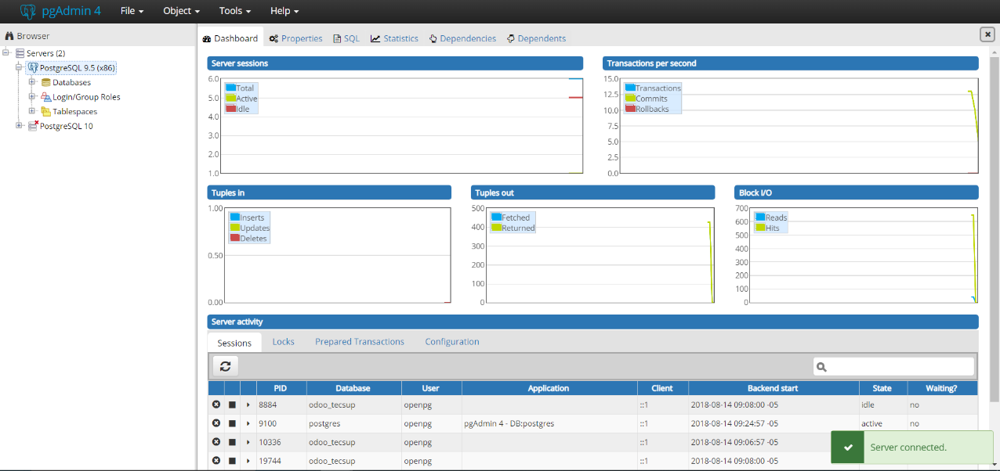 pgAdmin 4 File Object Tools Help
Browser
Servers (2)
PostgreSQL 9.5 (x86)
Databases
Login/Group Roles
Tablespaces
PostgreSQL 10
Dashboard Properties SQL Statistics Dependencies Dependents
Server sessions
6.0
5.0
4.0
3.0
2.0
1.0
Total
Active
Idle
Transactions per second
15.0
12.5
10.0
7.5
5.0
2.5
0.0
Transactions
Commits
Rollbacks
Tuples in
1.00
0.50
0.00
Inserts
Updates
Deletes
Tuples out
500
400
300
200
100
0
Fetched
Returned
Block I/O
700
600
500
400
300
200
100
0
Reads
Hits
Server activity
Sessions Locks Prepared Transactions Configuration
PID Database User Application Client Backend start State Waiting?
8884 odoo_tecsup openpg ::1 2018-08-14 09:08:00 -05 idle no
9100 postgres openpg pgAdmin 4 - DB:postgres ::1 2018-08-14 09:24:57 -05 active no
10336 odoo_tecsup openpg ::1 2018-08-14 09:06:57 -05
19744 odoo_tecsup openpg ::1 2018-08-14 09:08:00 -05
Server connected.